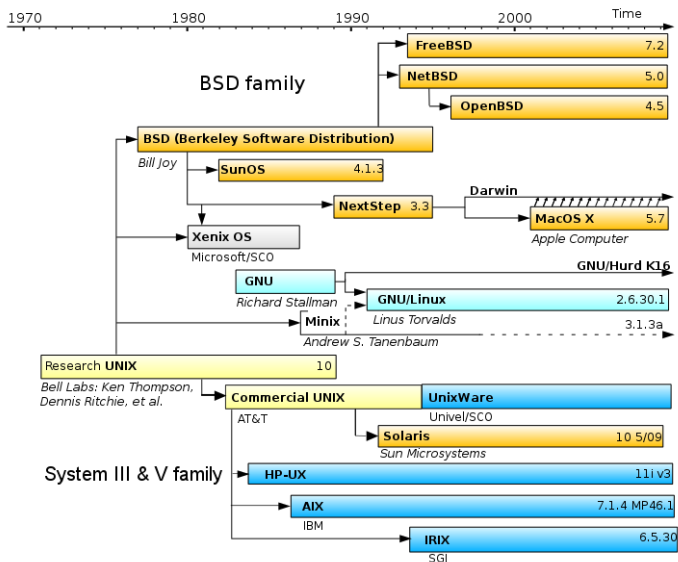 1970 1980 1990 2000 Time
FreeBSD 7.2
BSD family
NetBSD 5.0
OpenBSD 4.5
BSD (Berkeley Software Distribution)
Bill Joy
SunOS 4.1.3
Darwin
NextStep 3.3
MacOS X 5.7
Apple Computer
Xenix OS
Microsoft/SCO
GNU/Hurd K16
GNU
Richard Stallman
GNU/Linux 2.6.30.1
Linus Torvalds
Minix 3.1.3a
Andrew S. Tanenbaum
Research UNIX 10
Bell Labs: Ken Thompson,
Dennis Ritchie, et al.
Commercial UNIX UnixWare
AT&T Univel/SCO
Solaris 10 5/09
Sun Microsystems
System III & V family
HP-UX 11i v3
AIX 7.1.4 MP46.1
IBM
IRIX 6.5.30
SGI